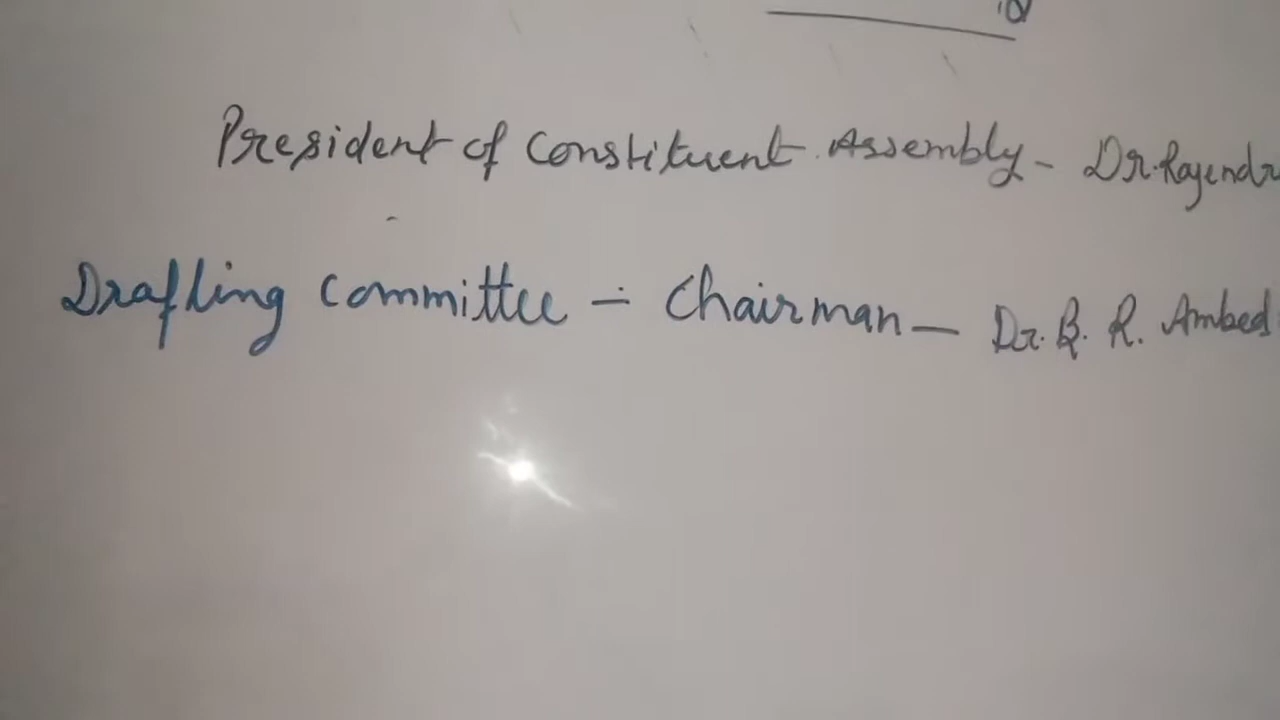 President of Constituent Assembly - Dr. Rajendr
Drafting Committee - Chairman - Dr. B. R. Ambed